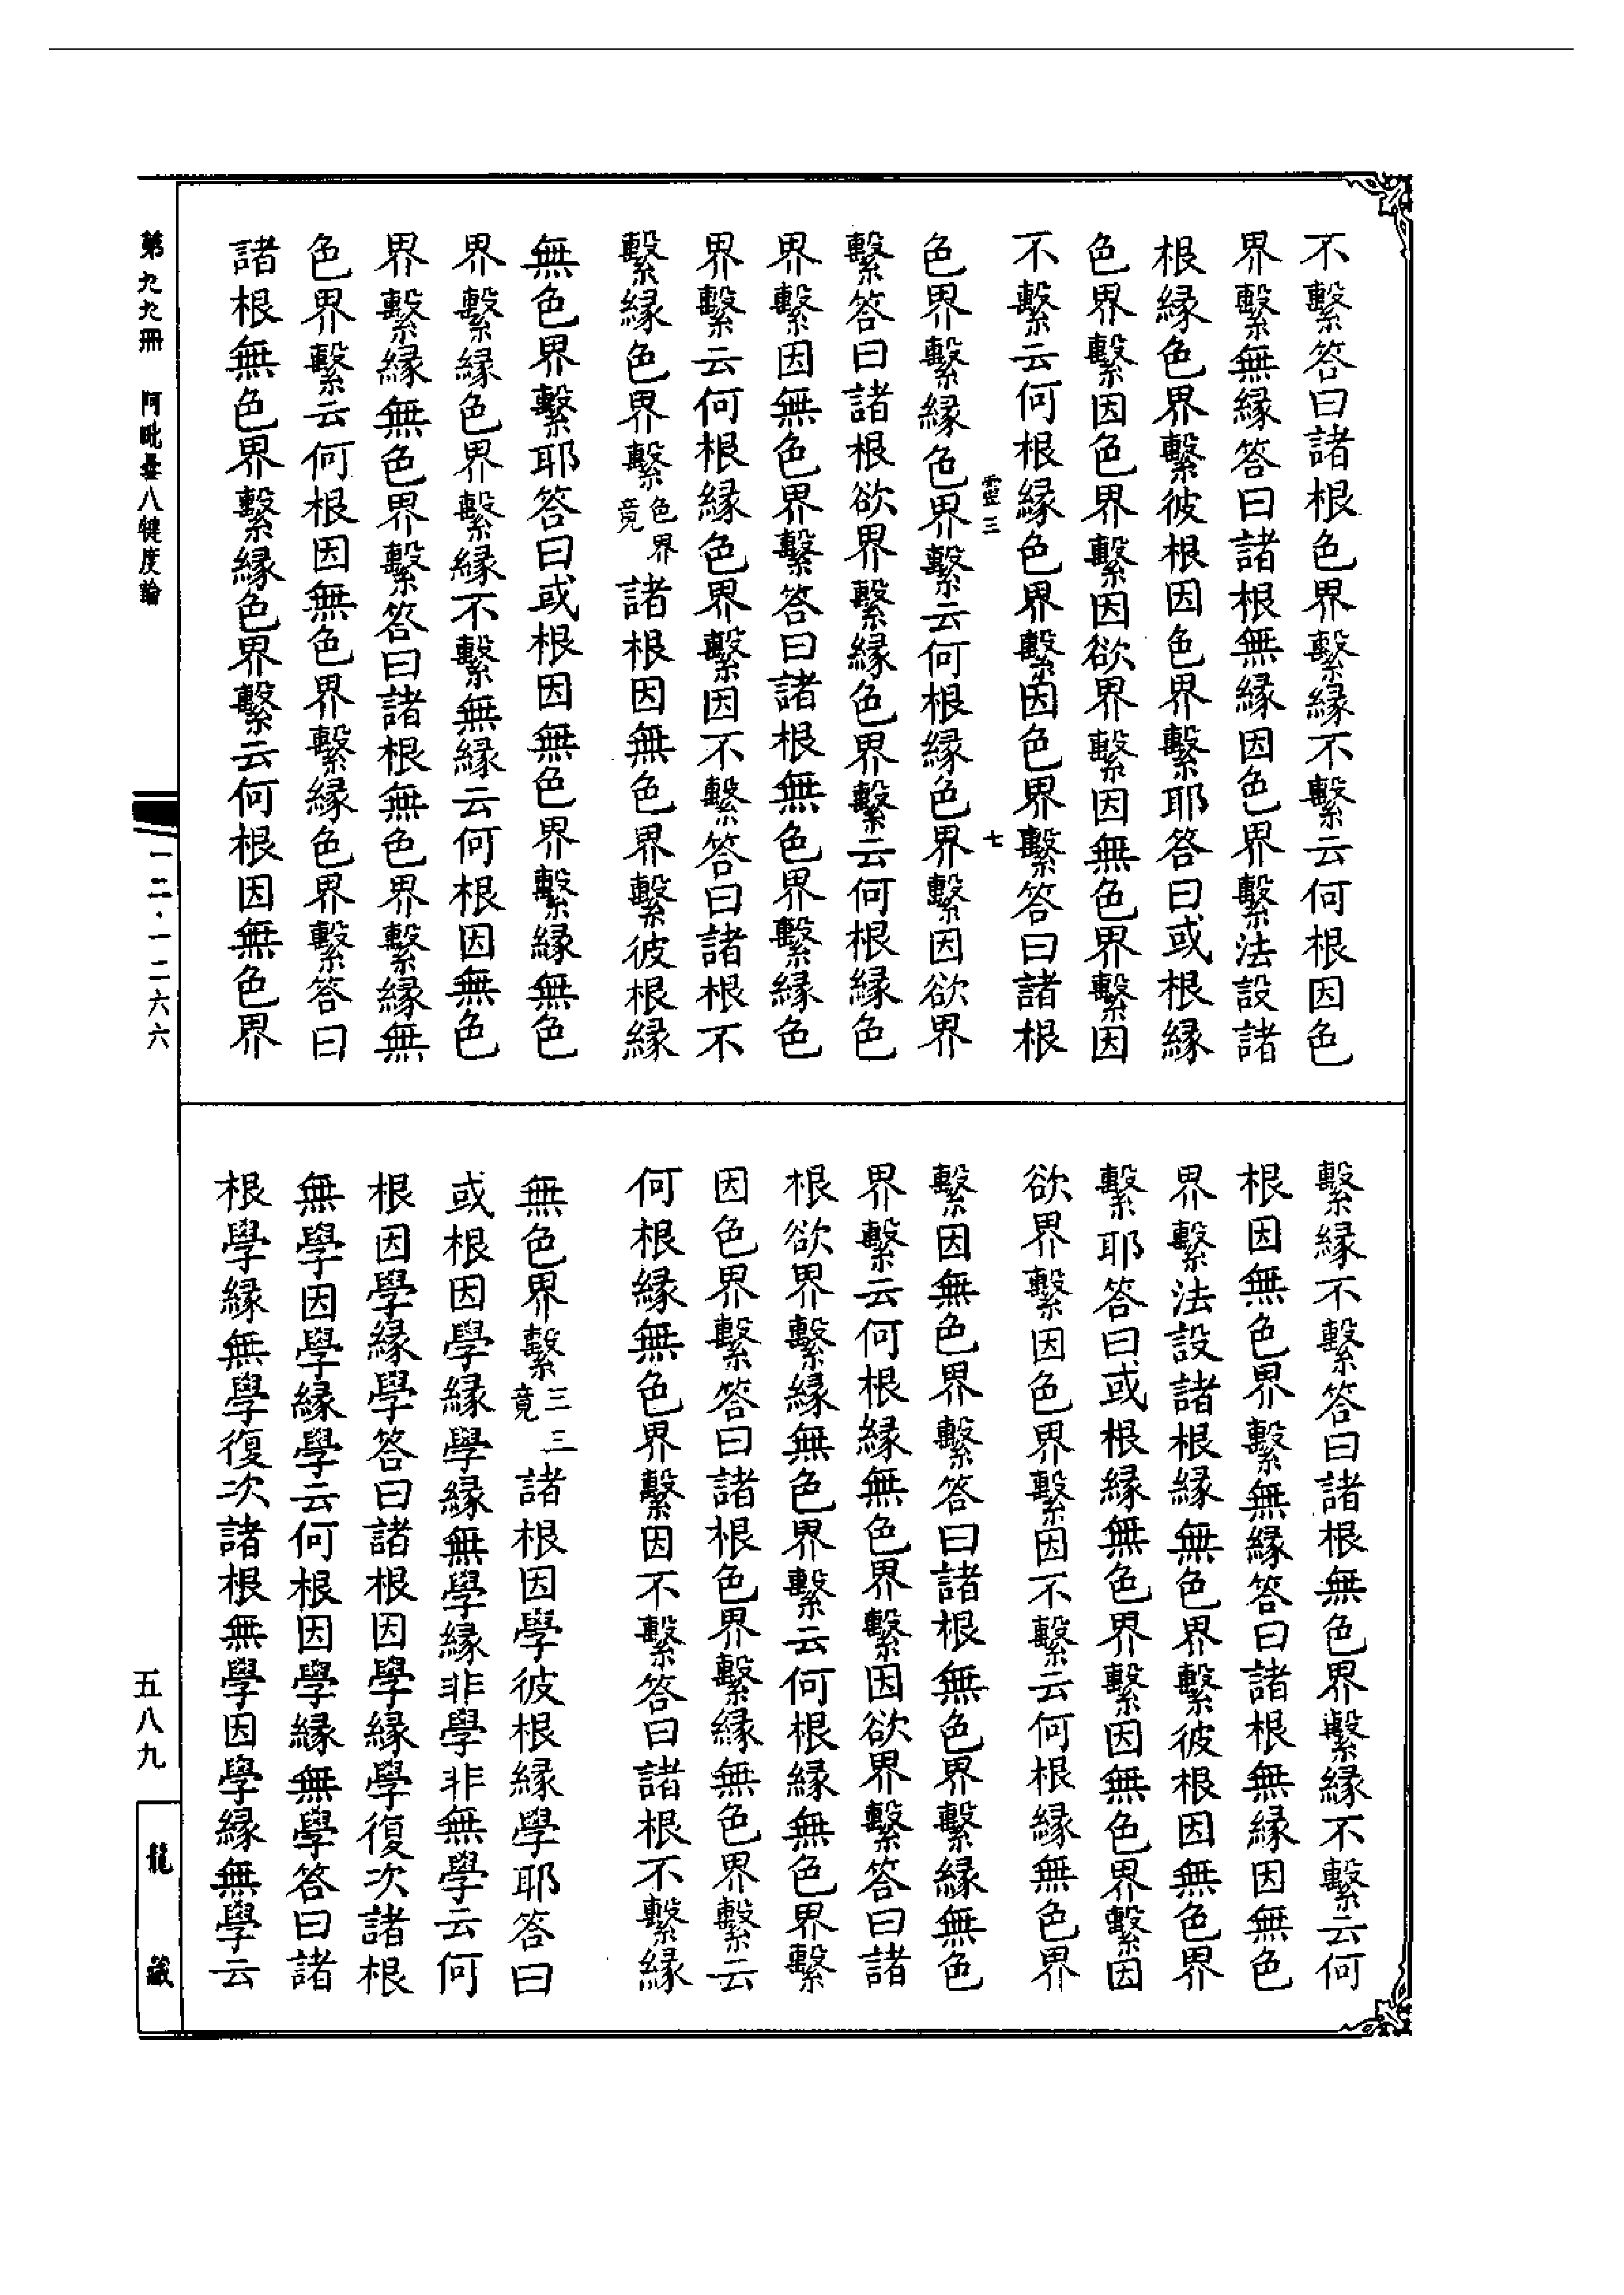 不繫答曰諸根色界繫緣不繫云何根因色
界繫無緣答曰諸根無緣因色界繫法設諸
根緣色界繫彼根因色界繫耶答曰或根緣
色界繫因色界繫因欲界繫因無色界繫因
不繫云何根緣色界繫因色界繫答曰諸根
靈三
七
色界繫緣色界繫云何根緣色界繫因欲界
繫答曰諸根欲界繫緣色界繫云何根緣色
界繫因無色界繫答曰諸根無色界繫緣色
界繫云何根緣色界繫因不繫答曰諸根不
繫緣色界繫色界竟諸根因無色界繫彼根緣
無色界繫耶答曰或根因無色界繫緣無色
界繫緣色界繫緣不繫無緣云何根因無色
界繫緣無色界繫答曰諸根無色界繫緣無
色界繫云何根因無色界繫緣色界繫答曰
諸根無色界繫緣色界繫云何根因無色界
繫緣不繫答曰諸根無色界繫緣不繫云何
根因無色界繫無緣答曰諸根無緣因無色
界繫法設諸根緣無色界繫彼根因無色界
繫耶答曰或根緣無色界繫因無色界繫因
欲界繫因色界繫因不繫云何根緣無色界
繫因無色界繫答曰諸根無色界繫緣無色
界繫云何根緣無色界繫因欲界繫答曰諸
根欲界繫緣無色界繫云何根緣無色界繫
因色界繫答曰諸根色界繫緣無色界繫云
何根緣無色界繫因不繫答曰諸根不繫緣
無色界繫三三竟諸根因學彼根緣學耶答曰
或根因學緣學緣無學緣非學非無學云何
根因學緣學答曰諸根因學緣學復次諸根
無學因學緣學云何根因學緣無學答曰諸
根學緣無學復次諸根無學因學緣無學云
第九九冊 阿毗曇八犍度論
一二·一二六六
五八九
龍藏